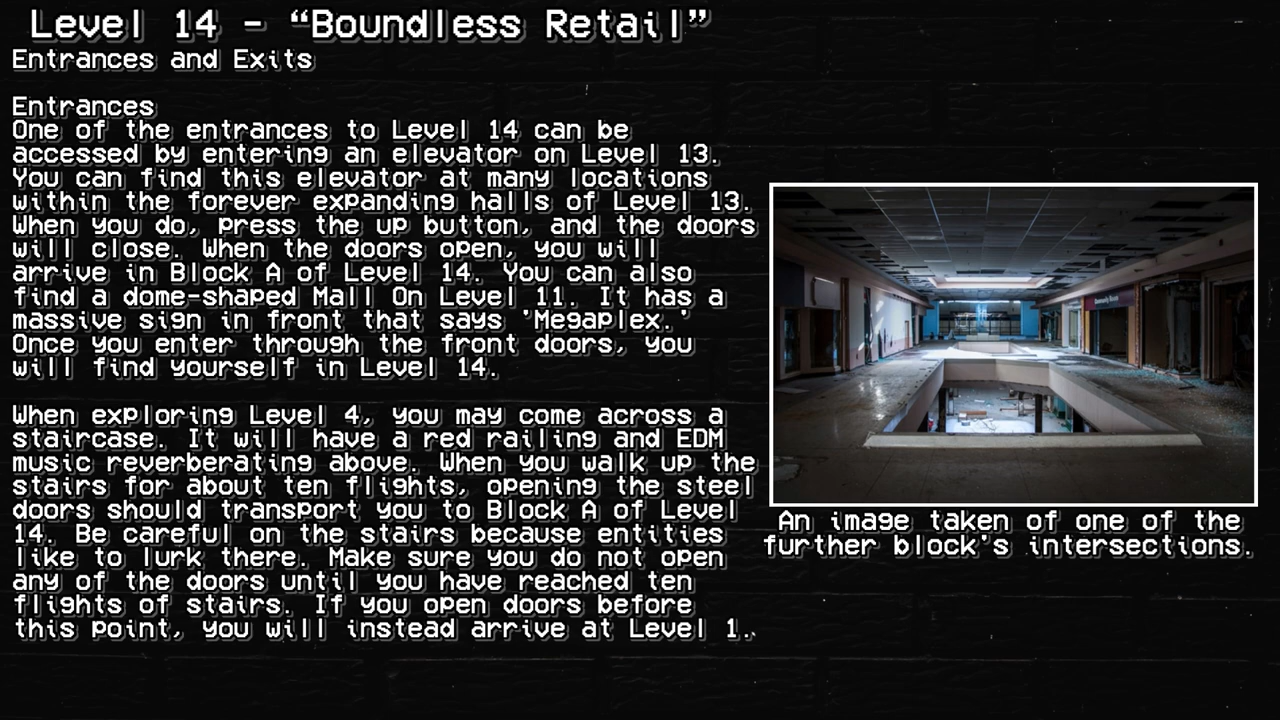 Level 14 - “Boundless Retail”
Entrances and Exits
Entrances
One of the entrances to Level 14 can be
accessed by entering an elevator on Level 13.
You can find this elevator at many locations
within the forever expanding halls of Level 13.
When you do, press the up button, and the doors
will close. When the doors open, you will
arrive in Block A of Level 14. You can also
find a dome-shaped Mall On Level 11. It has a
massive sign in front that says 'Megaplex.'
Once you enter through the front doors, you
will find yourself in Level 14.
When exploring Level 4, you may come across a
staircase. It will have a red railing and EDM
music reverberating above. When you walk up the
stairs for about ten flights, opening the steel
doors should transport you to Block A of Level
14. Be careful on the stairs because entities
like to lurk there. Make sure you do not open
any of the doors until you have reached ten
flights of stairs. If you open doors before
this point, you will instead arrive at Level 1.
An image taken of one of the
further block's intersections.